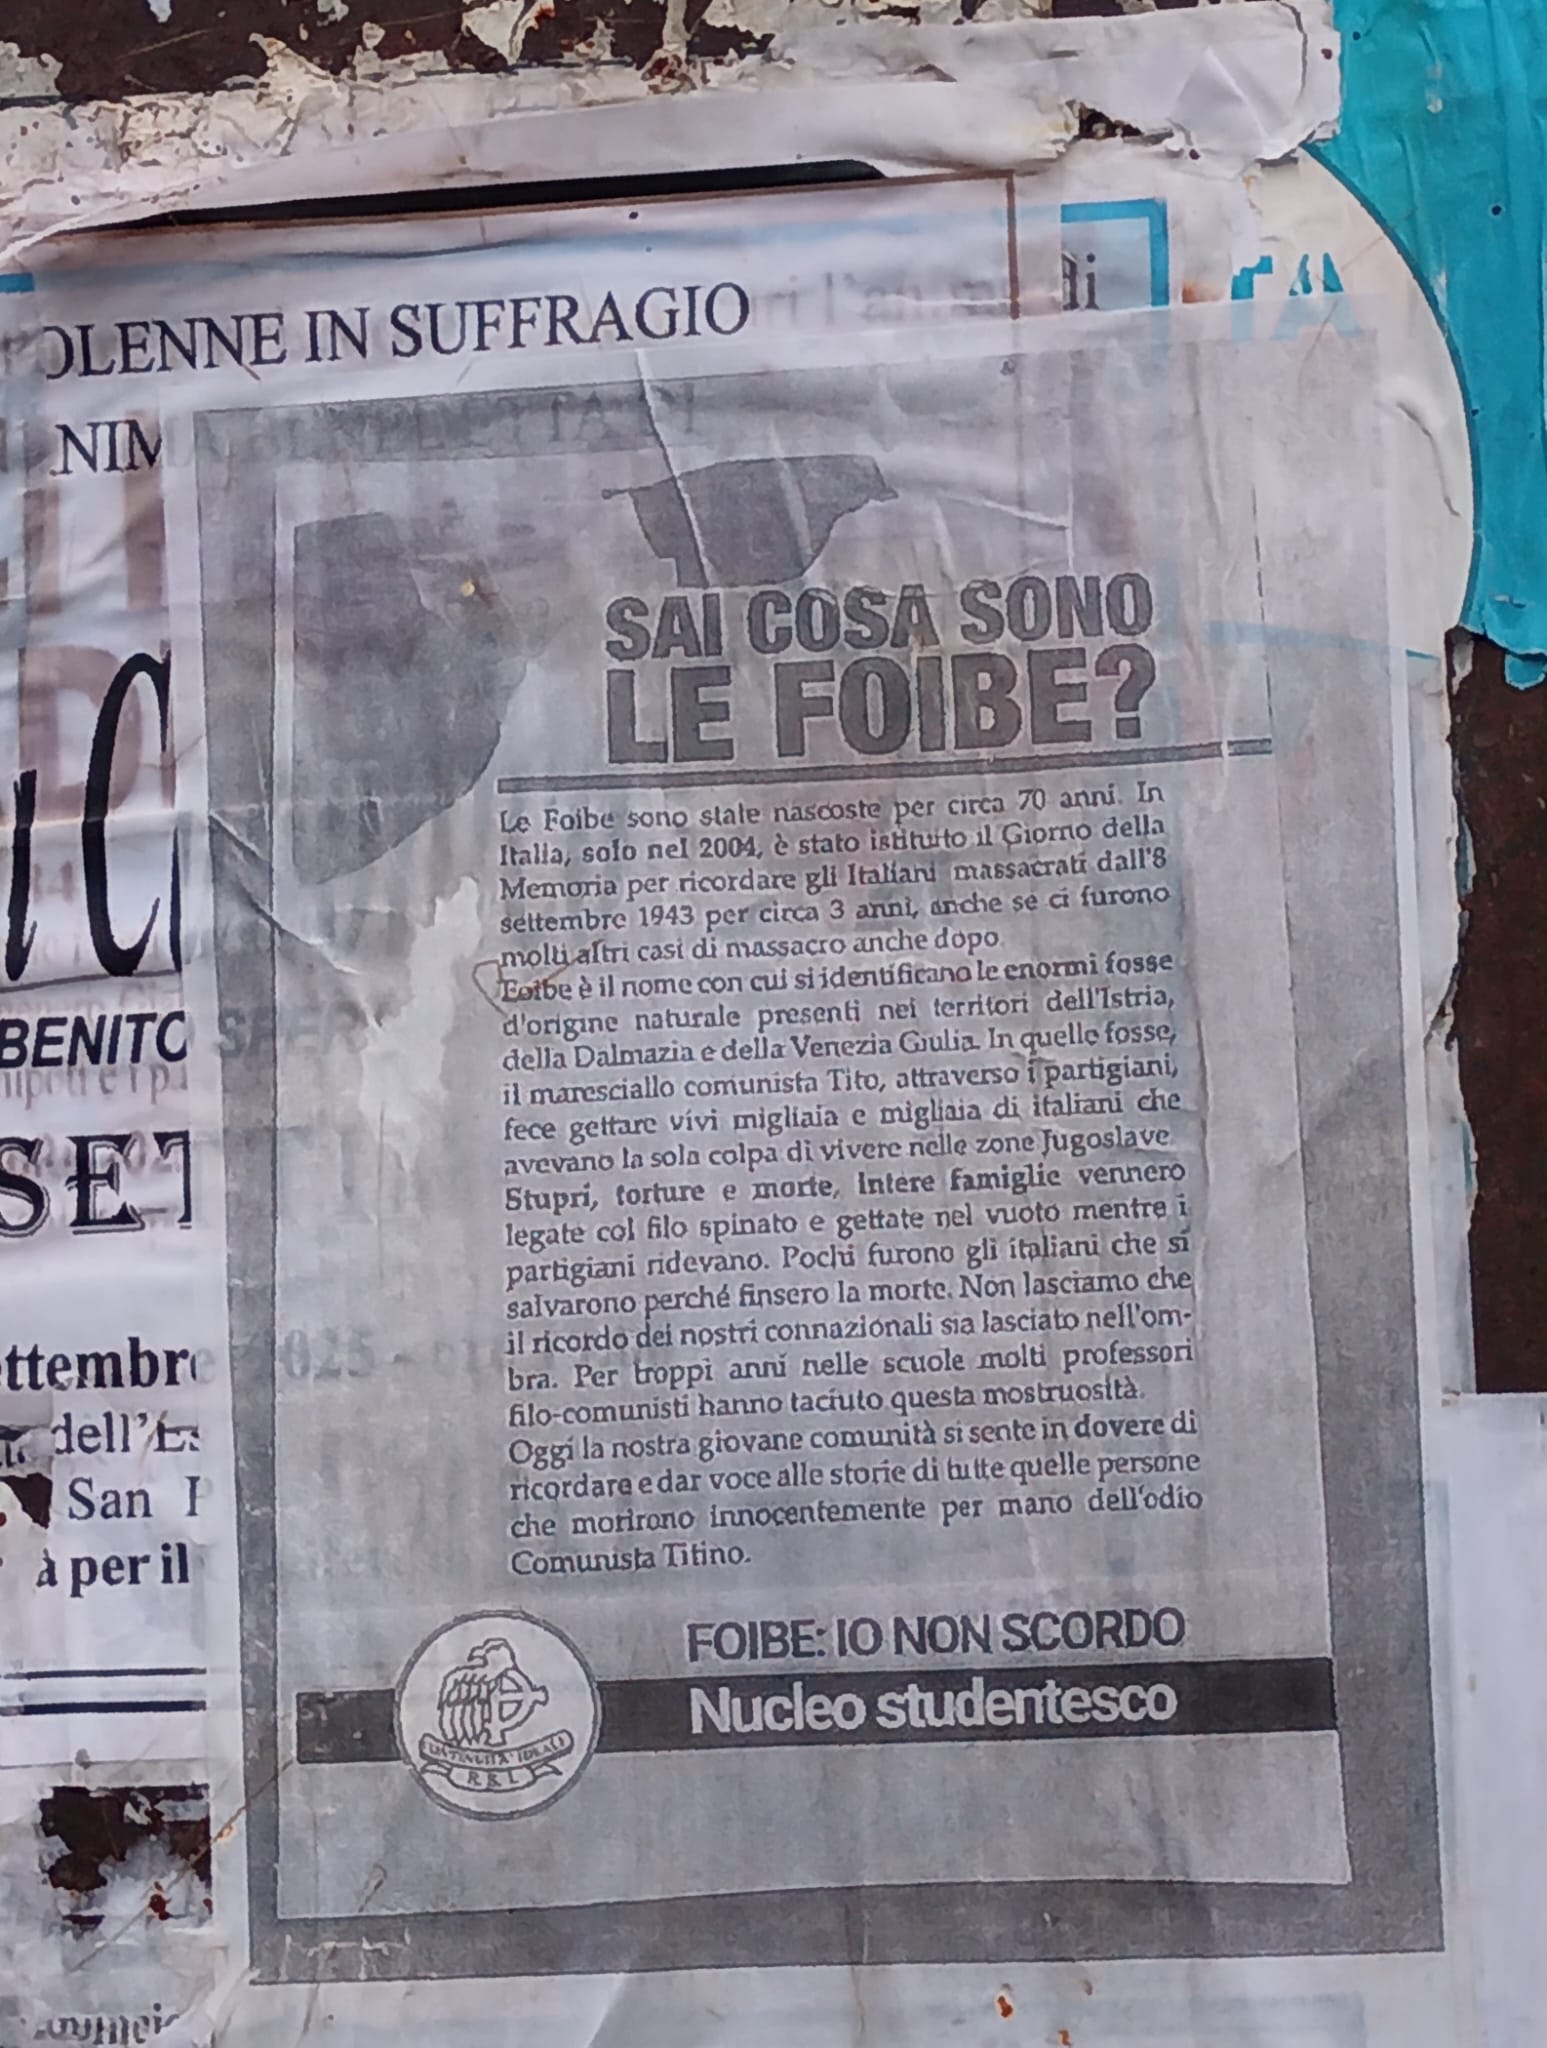 OLENNE IN SUFFRAGIO
di
NIM
BENITO
SET
ttembre
dell'
San
à per il
SAI COSA SONO
LE FOIBE?
Le Foibe sono state nascoste per circa 70 anni. In
Italia, solo nel 2004, è stato istituito il Giorno della
Memoria per ricordare gli Italiani massacrati dall'8
settembre 1943 per circa 3 anni, anche se ci furono
molti altri casi di massacro anche dopo.
Foibe è il nome con cui si identificano le enormi fosse
d'origine naturale presenti nei territori dell'Istria,
della Dalmazia e della Venezia Giulia. In quelle fosse,
il maresciallo comunista Tito, attraverso i partigiani,
fece gettare vivi migliaia e migliaia di italiani che
avevano la sola colpa di vivere nelle zone Jugoslave.
Stupri, torture e morte, Intere famiglie vennero
legate col filo spinato e gettate nel vuoto mentre i
partigiani ridevano. Pochi furono gli italiani che si
salvarono perché finsero la morte. Non lasciamo che
il ricordo dei nostri connazionali sia lasciato nell'om-
bra. Per troppi anni nelle scuole molti professori
filo-comunisti hanno taciuto questa mostruosità.
Oggi la nostra giovane comunità si sente in dovere di
ricordare e dar voce alle storie di tutte quelle persone
che morirono innocentemente per mano dell'odio
Comunista Titino.
FOIBE: IO NON SCORDO
Nucleo studentesco